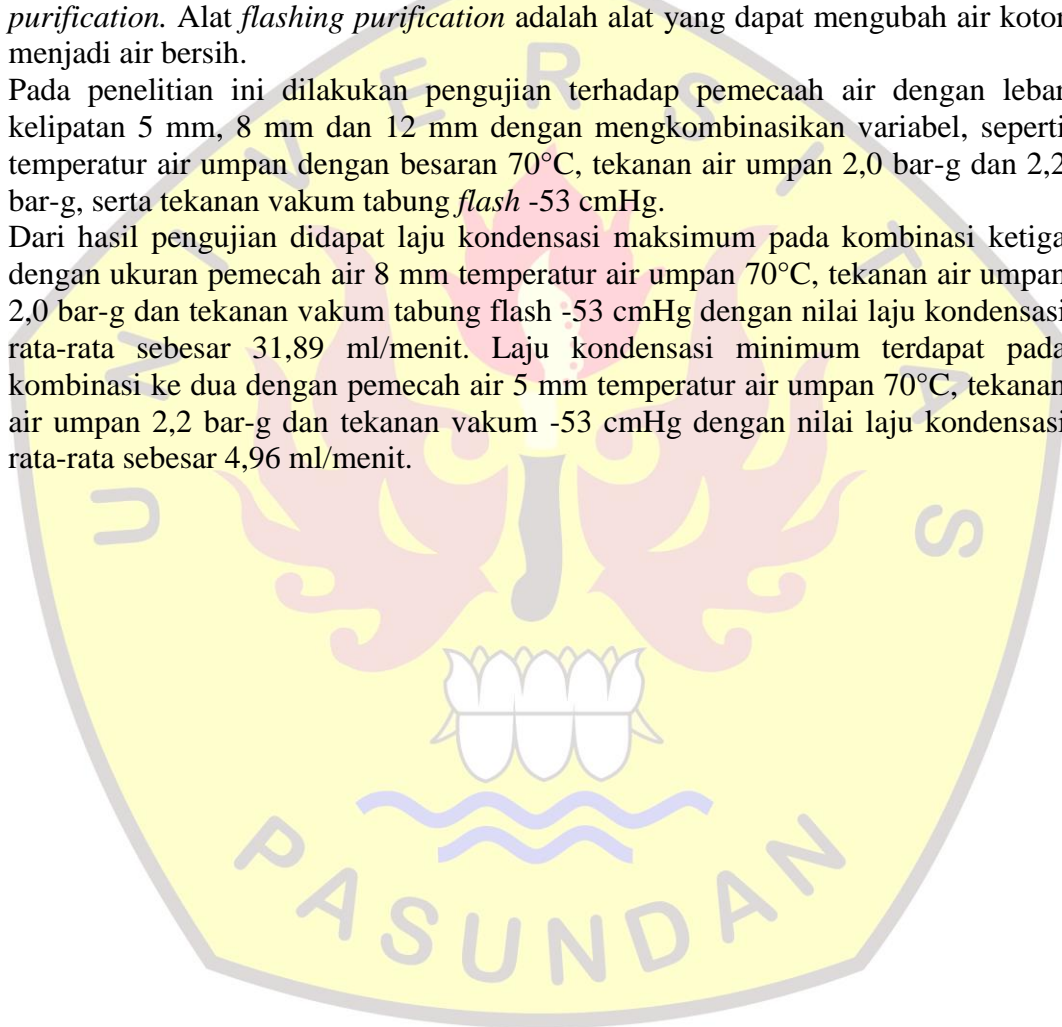 purification. Alat flashing purification adalah alat yang dapat mengubah air kotor
menjadi air bersih.
Pada penelitian ini dilakukan pengujian terhadap pemecaah air dengan lebar
kelipatan 5 mm, 8 mm dan 12 mm dengan mengkombinasikan variabel, seperti
temperatur air umpan dengan besaran 70°C, tekanan air umpan 2,0 bar-g dan 2,2
bar-g, serta tekanan vakum tabung flash -53 cmHg.
Dari hasil pengujian didapat laju kondensasi maksimum pada kombinasi ketiga
dengan ukuran pemecah air 8 mm temperatur air umpan 70°C, tekanan air umpan
2,0 bar-g dan tekanan vakum tabung flash -53 cmHg dengan nilai laju kondensasi
rata-rata sebesar 31,89 ml/menit. Laju kondensasi minimum terdapat pada
kombinasi ke dua dengan pemecah air 5 mm temperatur air umpan 70°C, tekanan
air umpan 2,2 bar-g dan tekanan vakum -53 cmHg dengan nilai laju kondensasi
rata-rata sebesar 4,96 ml/menit.
UNIVERSITAS
PASUNDAN